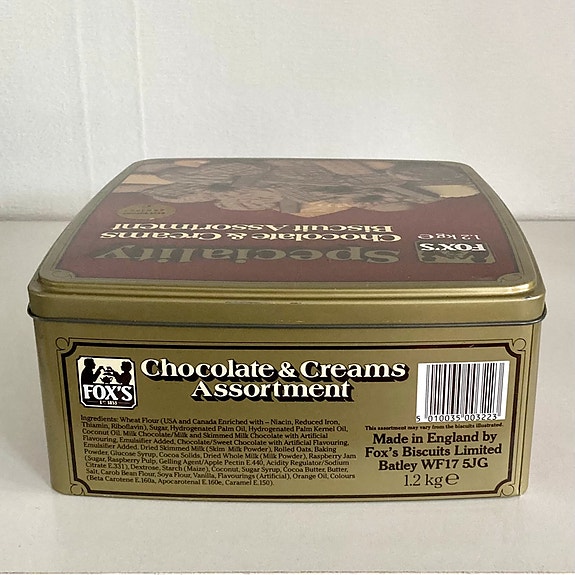 Speciality
Chocolate & Creams
Biscuit Assortment
FOX'S
1.2 kg e
FOX'S
EST 1853
Chocolate & Creams
Assortment
Ingredients: Wheat Flour (USA and Canada Enriched with – Niacin, Reduced Iron,
Thiamin, Riboflavin), Sugar, Hydrogenated Palm Oil, Hydrogenated Palm Kernel Oil,
Coconut Oil, Milk Chocolate/Milk and Skimmed Milk Chocolate with Artificial
Flavouring, Emulsifier Added, Chocolate/Sweet Chocolate with Artificial Flavouring,
Emulsifier Added, Dried Skimmed Milk (Skim Milk Powder), Rolled Oats, Baking
Powder, Glucose Syrup, Cocoa Solids, Dried Whole Milk (Milk Powder), Raspberry Jam
(Sugar, Raspberry Pulp, Gelling Agent/Apple Pectin E.440, Acidity Regulator/Sodium
Citrate E.331), Dextrose, Starch (Maize), Coconut, Sugar Syrup, Cocoa Butter, Butter,
Salt, Carob Bean Flour, Soya Flour, Vanilla, Flavourings (Artificial), Orange Oil, Colours
(Beta Carotene E.160a, Apocarotenal E.160e, Caramel E.150).
5 010035 003223
This assortment may vary from the biscuits illustrated.
Made in England by
Fox's Biscuits Limited
Batley WF17 5JG
1.2 kg e